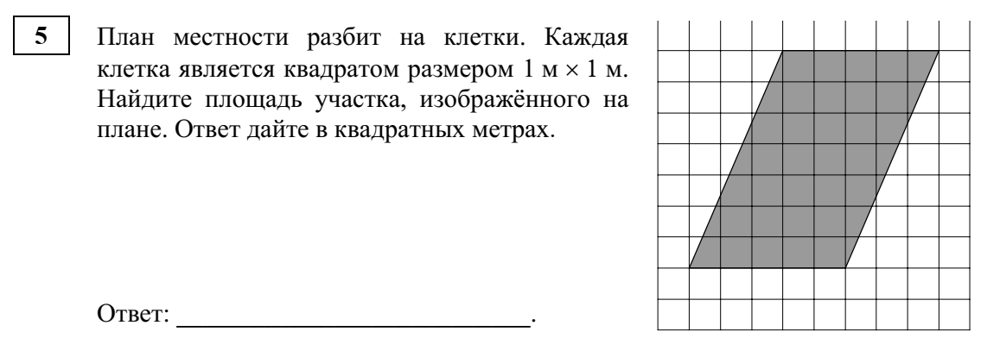 5
План местности разбит на клетки. Каждая
клетка является квадратом размером 1 м × 1 м.
Найдите площадь участка, изображённого на
плане. Ответ дайте в квадратных метрах.
Ответ: ___________________________.